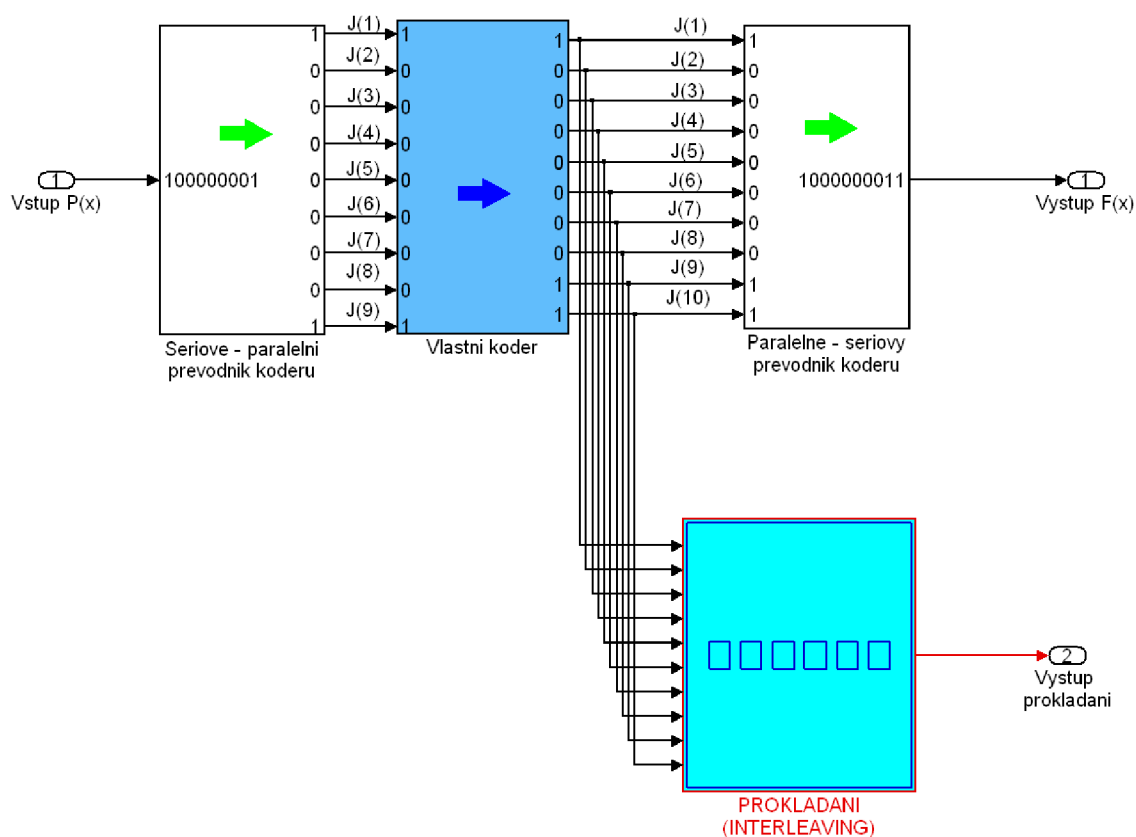 1
Vstup P(x)
100000001
1
0
0
0
0
0
0
0
1
Seriove - paralelni
prevodnik koderu
J(1)
J(2)
J(3)
J(4)
J(5)
J(6)
J(7)
J(8)
J(9)
1
0
0
0
0
0
0
0
1
1
0
0
0
0
0
0
0
1
1
Vlastni koder
J(1)
J(2)
J(3)
J(4)
J(5)
J(6)
J(7)
J(8)
J(9)
J(10)
1
0
0
0
0
0
0
0
1
1
1000000011
Paralelne - seriovy
prevodnik koderu
1
Vystup F(x)
PROKLADANI
(INTERLEAVING)
2
Vystup
prokladani